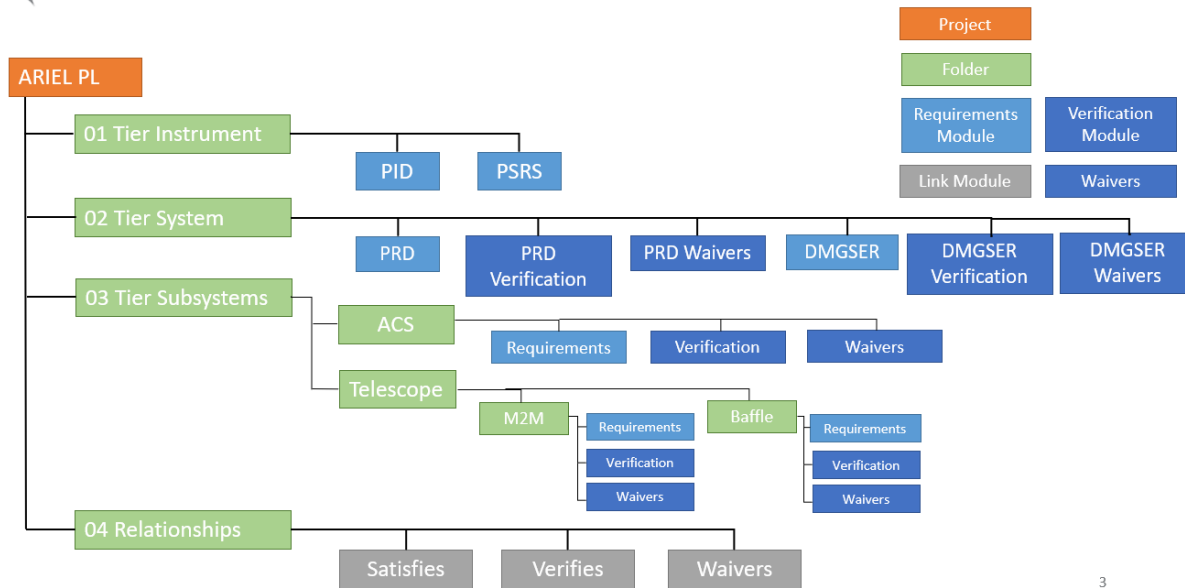 Project
Folder
Requirements
Module
Verification
Module
Link Module
Waivers
ARIEL PL
01 Tier Instrument
PID
PSRS
02 Tier System
PRD
PRD
Verification
PRD Waivers
DMGSER
DMGSER
Verification
DMGSER
Waivers
03 Tier Subsystems
ACS
Requirements
Verification
Waivers
Telescope
M2M
Requirements
Verification
Waivers
Baffle
Requirements
Verification
Waivers
04 Relationships
Satisfies
Verifies
Waivers
3